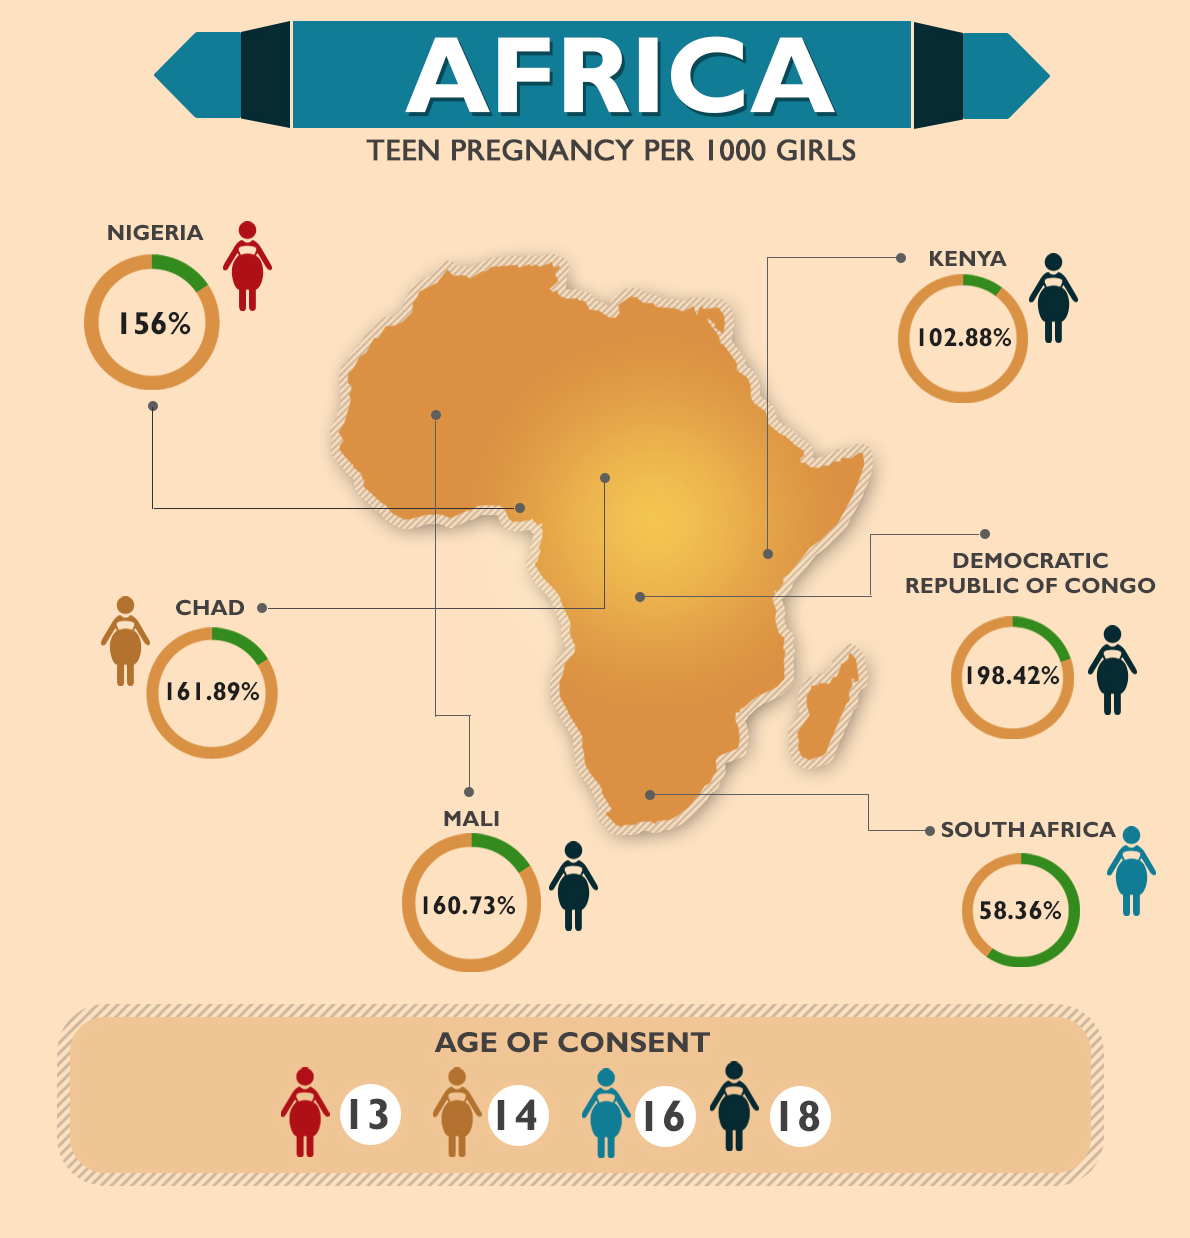 AFRICA
TEEN PREGNANCY PER 1000 GIRLS
NIGERIA
156%
KENYA
102.88%
DEMOCRATIC
REPUBLIC OF CONGO
198.42%
CHAD
161.89%
MALI
160.73%
SOUTH AFRICA
58.36%
AGE OF CONSENT
13
14
16
18